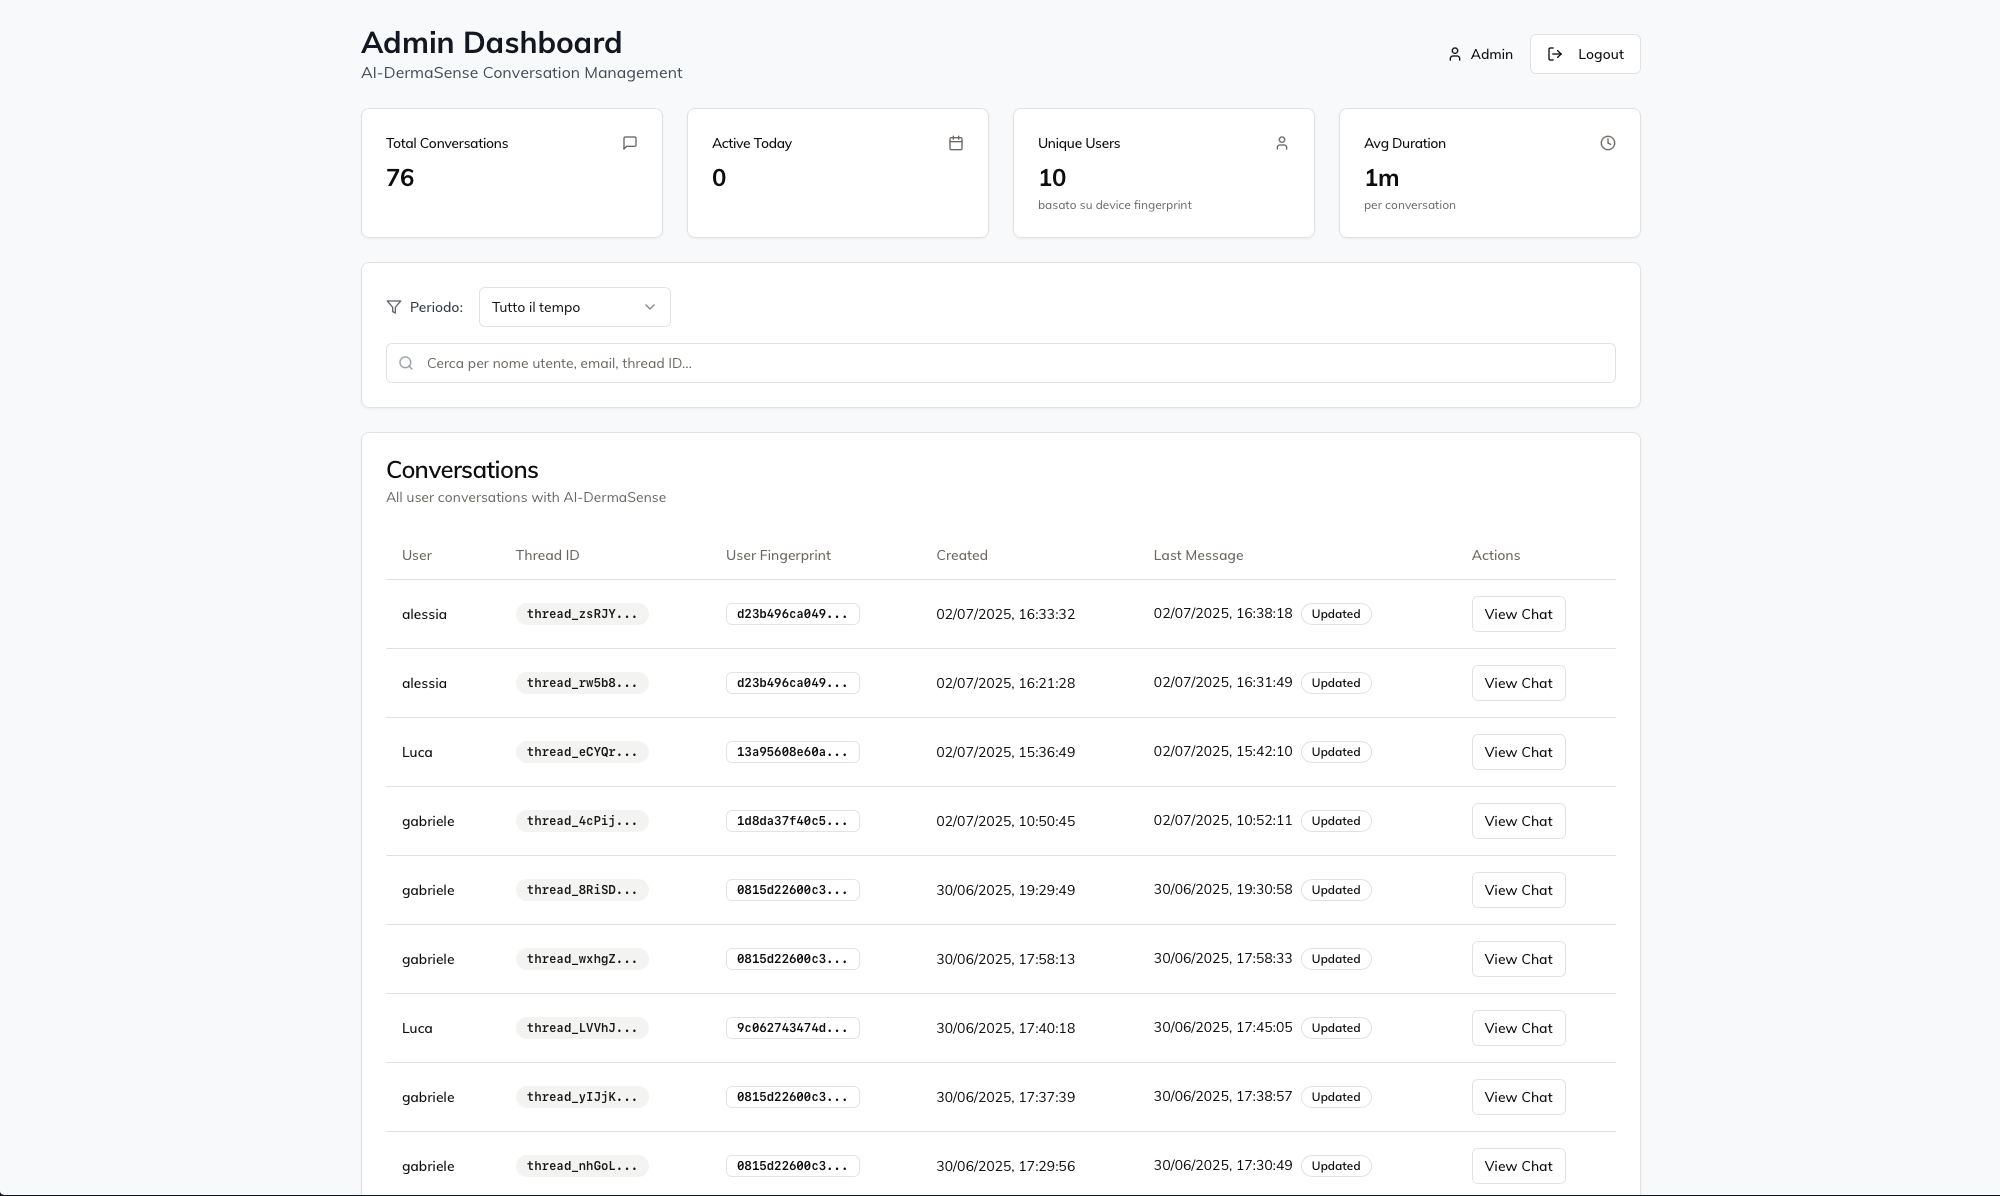 Admin Dashboard
AI-DermaSense Conversation Management
Admin
Logout
Total Conversations
76
Active Today
0
Unique Users
10
basato su device fingerprint
Avg Duration
1m
per conversation
Periodo:
Tutto il tempo
Cerca per nome utente, email, thread ID...
Conversations
All user conversations with AI-DermaSense
User Thread ID User Fingerprint Created Last Message Actions
alessia thread_zsRJY... d23b496ca049... 02/07/2025, 16:33:32 02/07/2025, 16:38:18 Updated View Chat
alessia thread_rw5b8... d23b496ca049... 02/07/2025, 16:21:28 02/07/2025, 16:31:49 Updated View Chat
Luca thread_eCYQr... 13a95608e60a... 02/07/2025, 15:36:49 02/07/2025, 15:42:10 Updated View Chat
gabriele thread_4cPij... 1d8da37f40c5... 02/07/2025, 10:50:45 02/07/2025, 10:52:11 Updated View Chat
gabriele thread_8RiSD... 0815d22600c3... 30/06/2025, 19:29:49 30/06/2025, 19:30:58 Updated View Chat
gabriele thread_wxhgZ... 0815d22600c3... 30/06/2025, 17:58:13 30/06/2025, 17:58:33 Updated View Chat
Luca thread_LVVhJ... 9c062743474d... 30/06/2025, 17:40:18 30/06/2025, 17:45:05 Updated View Chat
gabriele thread_yIJjK... 0815d22600c3... 30/06/2025, 17:37:39 30/06/2025, 17:38:57 Updated View Chat
gabriele thread_nhGoL... 0815d22600c3... 30/06/2025, 17:29:56 30/06/2025, 17:30:49 Updated View Chat